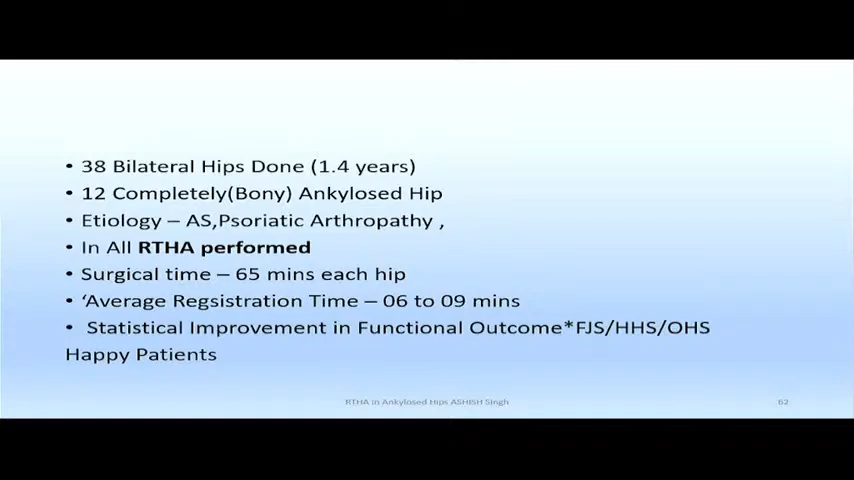 • 38 Bilateral Hips Done (1.4 years)
• 12 Completely(Bony) Ankylosed Hip
• Etiology – AS,Psoriatic Arthropathy ,
• In All RTHA performed
• Surgical time – 65 mins each hip
• ‘Average Regsistration Time – 06 to 09 mins
• Statistical Improvement in Functional Outcome*FJS/HHS/OHS
Happy Patients
RTHA in Ankylosed Hips ASHISH Singh
62